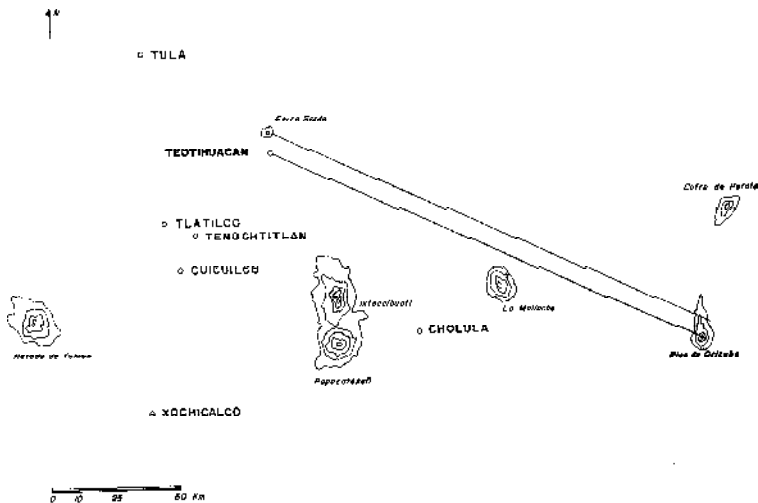 N
TULA
Cerro Gordo
TEOTIHUACAN
Cofre de Perote
TLATILCO
TENOCHTITLAN
CUICUILCO
Ixtaccihuatl
La Malinche
CHOLULA
Nevado de Toluca
Pico de Orizaba
Popocatépetl
XOCHICALCO
0 10 25 50 Km